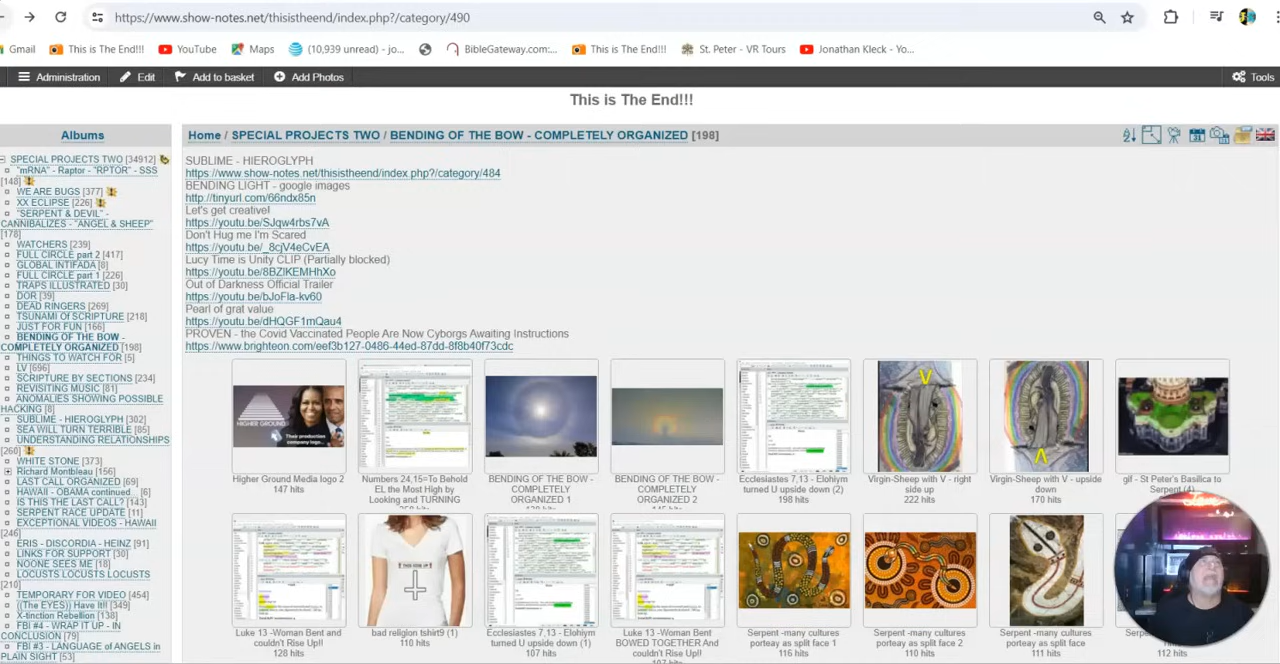 https://www.show-notes.net/thisistheend/index.php?/category/490
Gmail
This is The End!!!
YouTube
Maps
(10,939 unread) - jo...
BibleGateway.com:...
This is The End!!!
St. Peter - VR Tours
Jonathan Kleck - Yo...
Administration
Edit
Add to basket
Add Photos
Tools
This is The End!!!
Albums
Home / SPECIAL PROJECTS TWO / BENDING OF THE BOW - COMPLETELY ORGANIZED [198]
SPECIAL PROJECTS TWO [34912]
"mRNA" - Raptor - "RPTOR" - SSS
[148]
WE ARE BUGS [377]
XX ECLIPSE [226]
"SERPENT & DEVIL" -
CANNIBALIZES - "ANGEL & SHEEP"
[178]
WATCHERS [239]
FULL CIRCLE part 2 [417]
GLOBAL INTIFADA [8]
FULL CIRCLE part 1 [226]
TRAPS ILLUSTRATED [30]
DOR [39]
DEAD RINGERS [269]
TSUNAMI Of SCRIPTURE [218]
JUST FOR FUN [166]
BENDING OF THE BOW -
COMPLETELY ORGANIZED [198]
THINGS TO WATCH FOR [5]
LV [696]
SCRIPTURE BY SECTIONS [234]
REVISITING MUSIC [81]
ANOMALIES SHOWING POSSIBLE
HACKING [8]
SUBLIME - HIEROGLYPH [302]
SEA WILL TURN TERRIBLE [85]
UNDERSTANDING RELATIONSHIPS
[260]
WHITE STONE [373]
Richard Montbleau [156]
LAST CALL ORGANIZED [69]
HAWAII - OBAMA continued... [6]
IS THIS THE LAST CALL? [143]
SERPENT RACE UPDATE [11]
EXCEPTIONAL VIDEOS - HAWAII
[246]
ERIS - DISCORDIA - HEINZ [91]
LINKS FOR SUPPORT [30]
NOONE SEES ME [18]
LOCUSTS LOCUSTS LOCUSTS
[210]
TEMPORARY FOR VIDEO [454]
((The EYES)) Have It!! [349]
X-tinction Rebellion [138]
FBI #4 - WRAP IT UP - IN
CONCLUSION [79]
FBI #3 - LANGUAGE of ANGELS in
PLAIN SIGHT [53]
SUBLIME - HIEROGLYPH
https://www.show-notes.net/thisistheend/index.php?/category/484
BENDING LIGHT - google images
http://tinyurl.com/66ndx85n
Let's get creative!
https://youtu.be/SJqw4rbs7vA
Don't Hug me I'm Scared
https://youtu.be/_8cjV4eCvEA
Lucy Time is Unity CLIP (Partially blocked)
https://youtu.be/8BZlKEMHhXo
Out of Darkness Official Trailer
https://youtu.be/bJoFla-kv60
Pearl of grat value
https://youtu.be/dHQGF1mQau4
PROVEN - the Covid Vaccinated People Are Now Cyborgs Awaiting Instructions
https://www.brighteon.com/eef3b127-0486-44ed-87dd-8f8b40f73cdc
HIGHER GROUND
Their production
company logo...
V
Higher Ground Media logo 2
147 hits
Numbers 24,15=To Behold
EL the Most High by
Looking and TURNING
BENDING OF THE BOW -
COMPLETELY
ORGANIZED 1
BENDING OF THE BOW -
COMPLETELY
ORGANIZED 2
Ecclesiastes 7,13 - Elohiym
turned U upside down (2)
198 hits
Virgin-Sheep with V - right
side up
222 hits
Virgin-Sheep with V - upside
down
170 hits
gif - St Peter's Basilica to
Serpent (4)
THIS SIDE UP
Luke 13 -Woman Bent and
couldn't Rise Up!!
128 hits
bad religion tshirt9 (1)
110 hits
Ecclesiastes 7,13 - Elohiym
turned U upside down (1)
107 hits
Luke 13 - Woman
BOWED TOGETHER And
couldn't Rise Up!!
Serpent -many cultures
porteay as split face 1
116 hits
Serpent -many cultures
porteay as split face 2
110 hits
Serpent -many cultures
porteay as split face
111 hits
112 hits